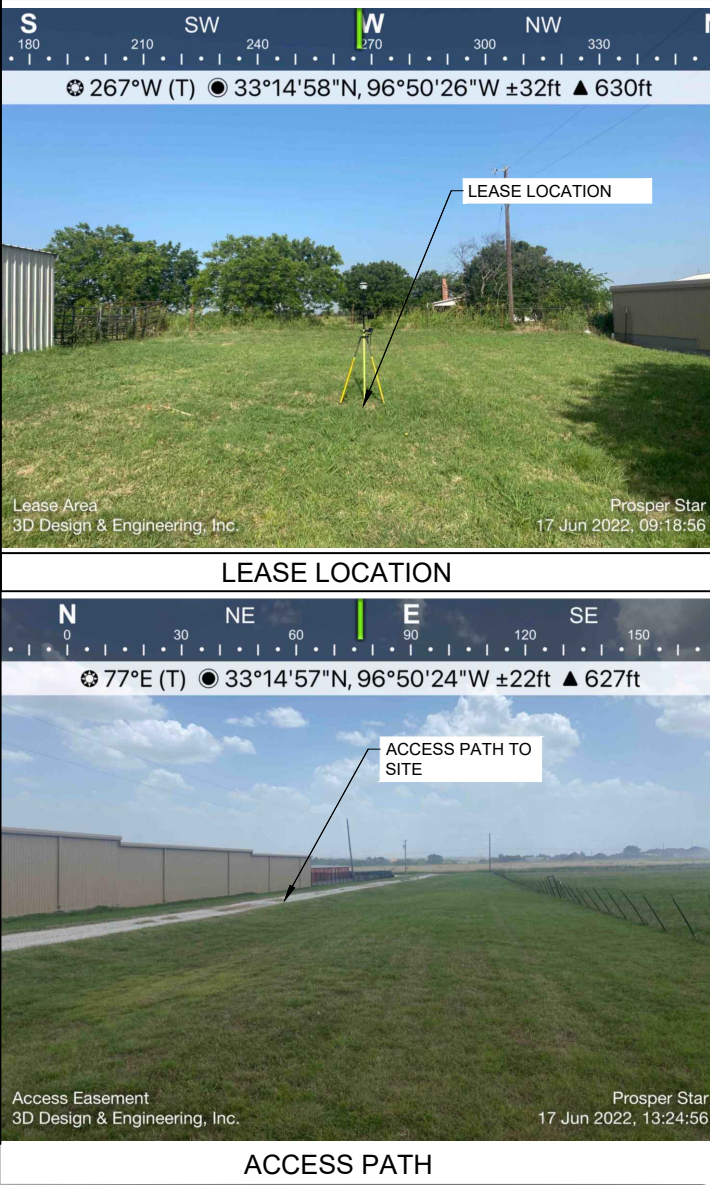 S SW W NW
180 210 240 270 300 330
267°W (T) 33°14'58"N, 96°50'26"W ±32ft ▲ 630ft
LEASE LOCATION
Lease Area
3D Design & Engineering, Inc.
Prosper Star
17 Jun 2022, 09:18:56
LEASE LOCATION
N NE E SE
0 30 60 90 120 150
77°E (T) 33°14'57"N, 96°50'24"W ±22ft ▲ 627ft
ACCESS PATH TO
SITE
Access Easement
3D Design & Engineering, Inc.
Prosper Star
17 Jun 2022, 13:24:56
ACCESS PATH